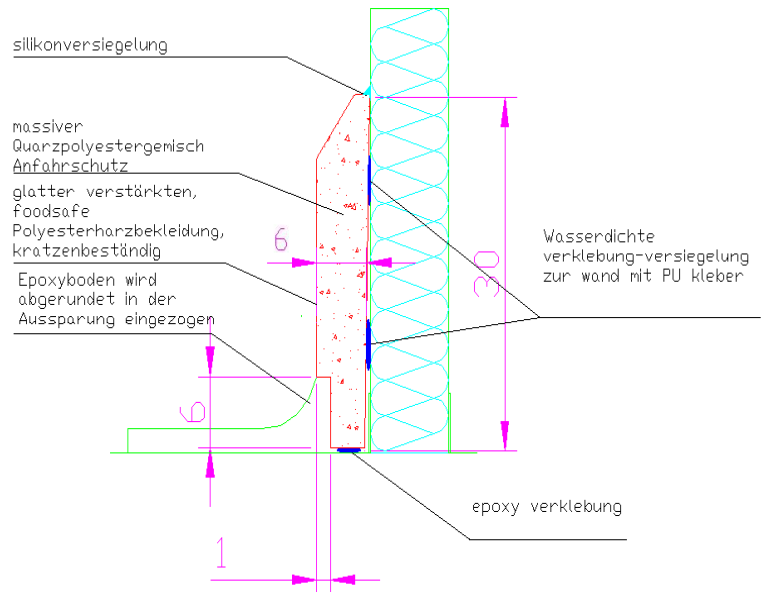 silikonversiegelung
massiver
Quarzpolyestergemisch
Anfahrschutz
glatter verstärkten,
foodsafe
Polyesterharzbekleidung,
kratzenbeständig
Epoxyboden wird
abgerundet in der
Aussparung eingezogen
6
30
Wasserdichte
verklebung-versiegelung
zur wand mit PU kleber
6
epoxy verklebung
1